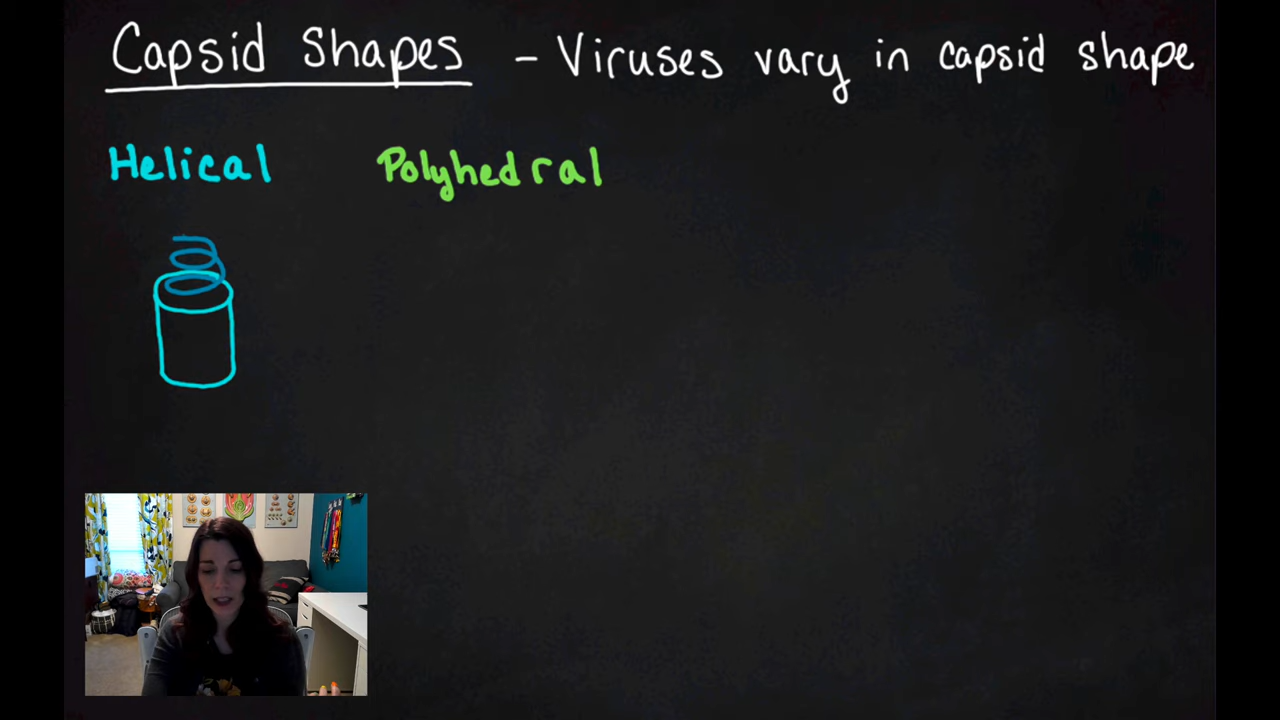 Capsid Shapes - Viruses vary in capsid shape
Helical Polyhedral